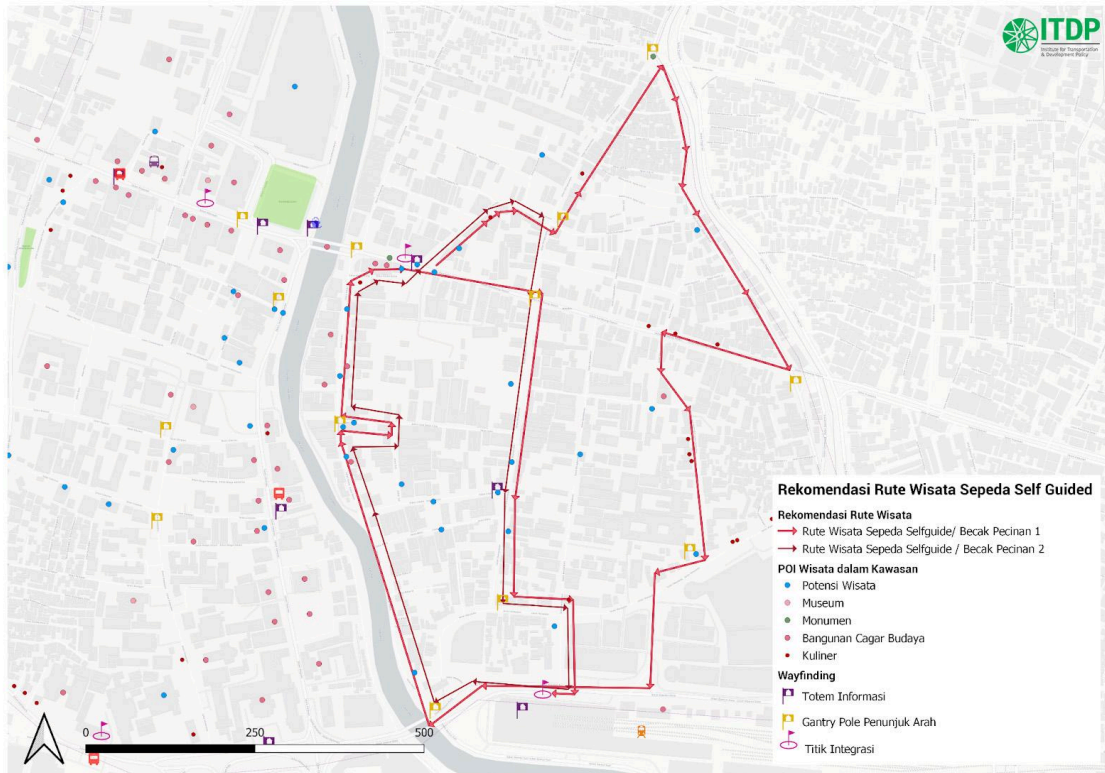 ITDP
Institute for Transportation
& Development Policy
Rekomendasi Rute Wisata Sepeda Self Guided
Rekomendasi Rute Wisata
Rute Wisata Sepeda Selfguide/ Becak Pecinan 1
Rute Wisata Sepeda Selfguide / Becak Pecinan 2
POI Wisata dalam Kawasan
Potensi Wisata
Museum
Monumen
Bangunan Cagar Budaya
Kuliner
Wayfinding
Totem Informasi
Gantry Pole Penunjuk Arah
Titik Integrasi
0 250 500